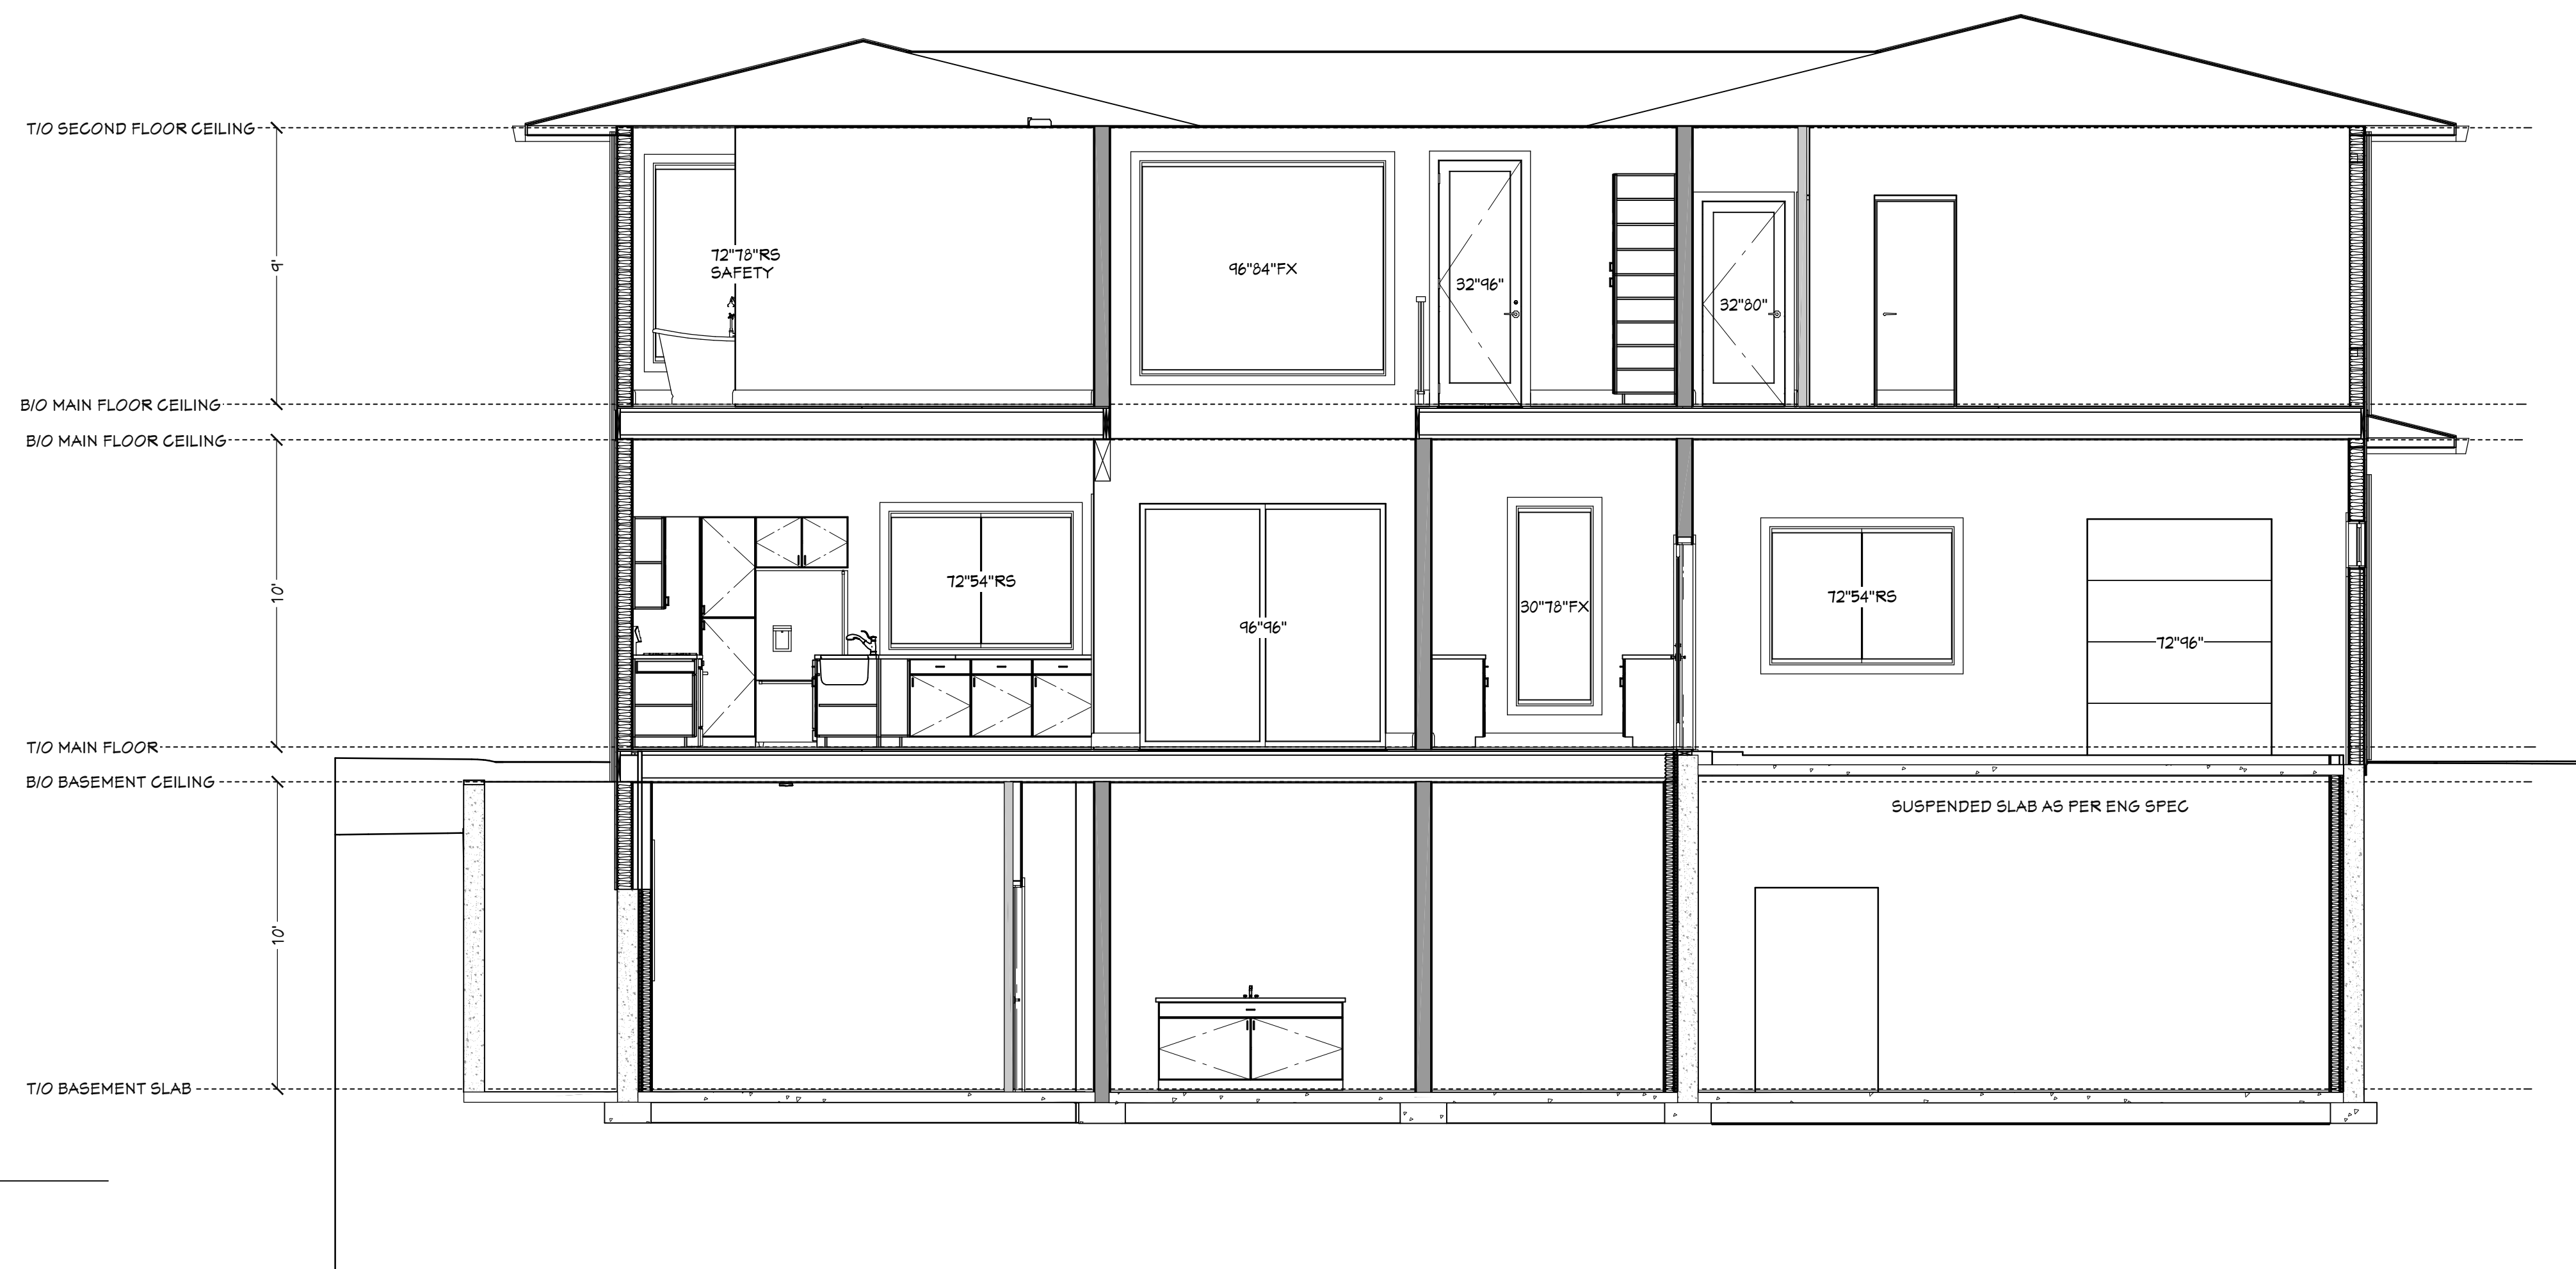 T/O SECOND FLOOR CEILING
9'
72"78"RS
SAFETY
96"84"FX
32"96"
32"80"
B/O MAIN FLOOR CEILING
B/O MAIN FLOOR CEILING
10'
72"54"RS
96"96"
30"78"FX
72"54"RS
72"96"
T/O MAIN FLOOR
B/O BASEMENT CEILING
SUSPENDED SLAB AS PER ENG SPEC
10'
T/O BASEMENT SLAB